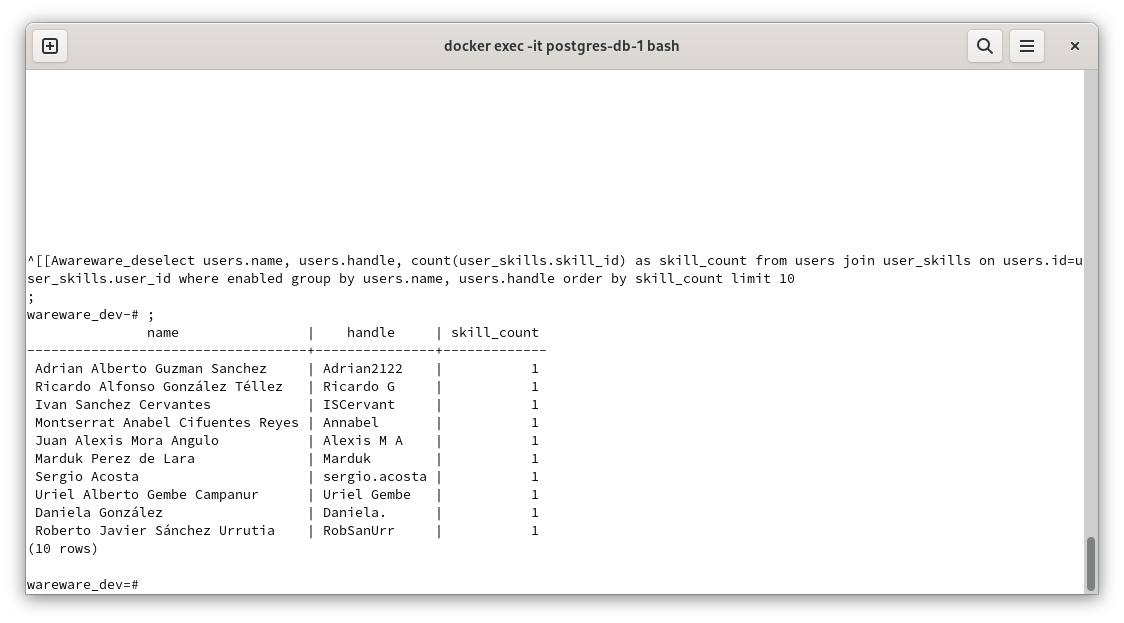 docker exec -it postgres-db-1 bash
^[[Awareware_deselect users.name, users.handle, count(user_skills.skill_id) as skill_count from users join user_skills on users.id=u
ser_skills.user_id where enabled group by users.name, users.handle order by skill_count limit 10
;
wareware_dev-# ;
               name                |    handle     | skill_count
-----------------------------------+---------------+-------------
 Adrian Alberto Guzman Sanchez     | Adrian2122    |           1
 Ricardo Alfonso González Téllez   | Ricardo G     |           1
 Ivan Sanchez Cervantes            | ISCervant     |           1
 Montserrat Anabel Cifuentes Reyes | Annabel       |           1
 Juan Alexis Mora Angulo           | Alexis M A    |           1
 Marduk Perez de Lara              | Marduk        |           1
 Sergio Acosta                     | sergio.acosta |           1
 Uriel Alberto Gembe Campanur      | Uriel Gembe   |           1
 Daniela González                  | Daniela.      |           1
 Roberto Javier Sánchez Urrutia    | RobSanUrr     |           1
(10 rows)
wareware_dev=#